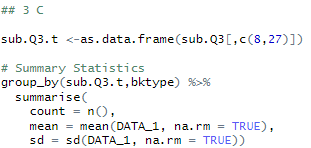 ## 3 C
sub.Q3.t <-as.data.frame(sub.Q3[,c(8,27)])
# Summary Statistics
group_by(sub.Q3.t,bktype) %>%
summarise(
count = n(),
mean = mean(DATA_1, na.rm = TRUE),
sd = sd(DATA_1, na.rm = TRUE))